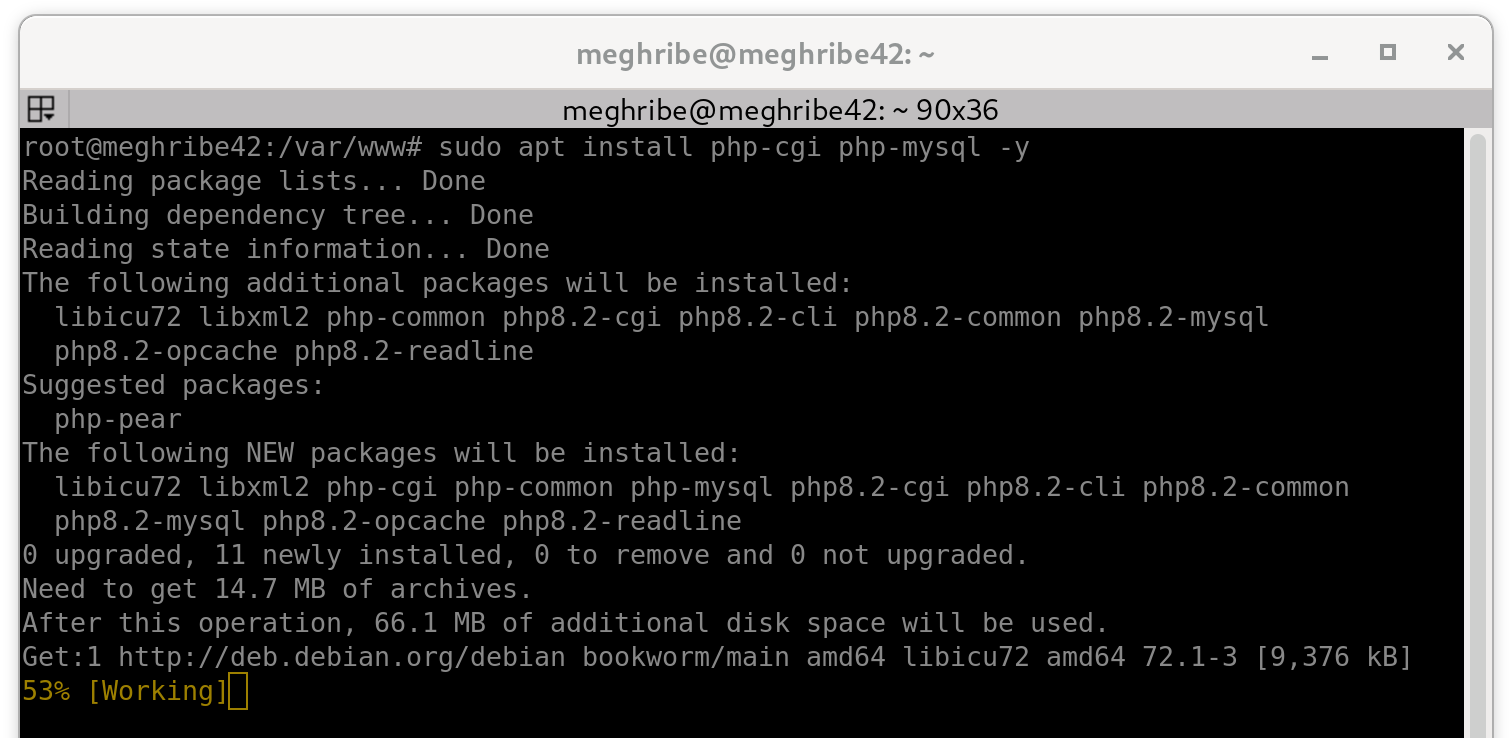 meghribe@meghribe42: ~
meghribe@meghribe42: ~ 90x36
root@meghribe42:/var/www# sudo apt install php-cgi php-mysql -y
Reading package lists... Done
Building dependency tree... Done
Reading state information... Done
The following additional packages will be installed:
  libicu72 libxml2 php-common php8.2-cgi php8.2-cli php8.2-common php8.2-mysql
  php8.2-opcache php8.2-readline
Suggested packages:
  php-pear
The following NEW packages will be installed:
  libicu72 libxml2 php-cgi php-common php-mysql php8.2-cgi php8.2-cli php8.2-common
  php8.2-mysql php8.2-opcache php8.2-readline
0 upgraded, 11 newly installed, 0 to remove and 0 not upgraded.
Need to get 14.7 MB of archives.
After this operation, 66.1 MB of additional disk space will be used.
Get:1 http://deb.debian.org/debian bookworm/main amd64 libicu72 amd64 72.1-3 [9,376 kB]
53% [Working]